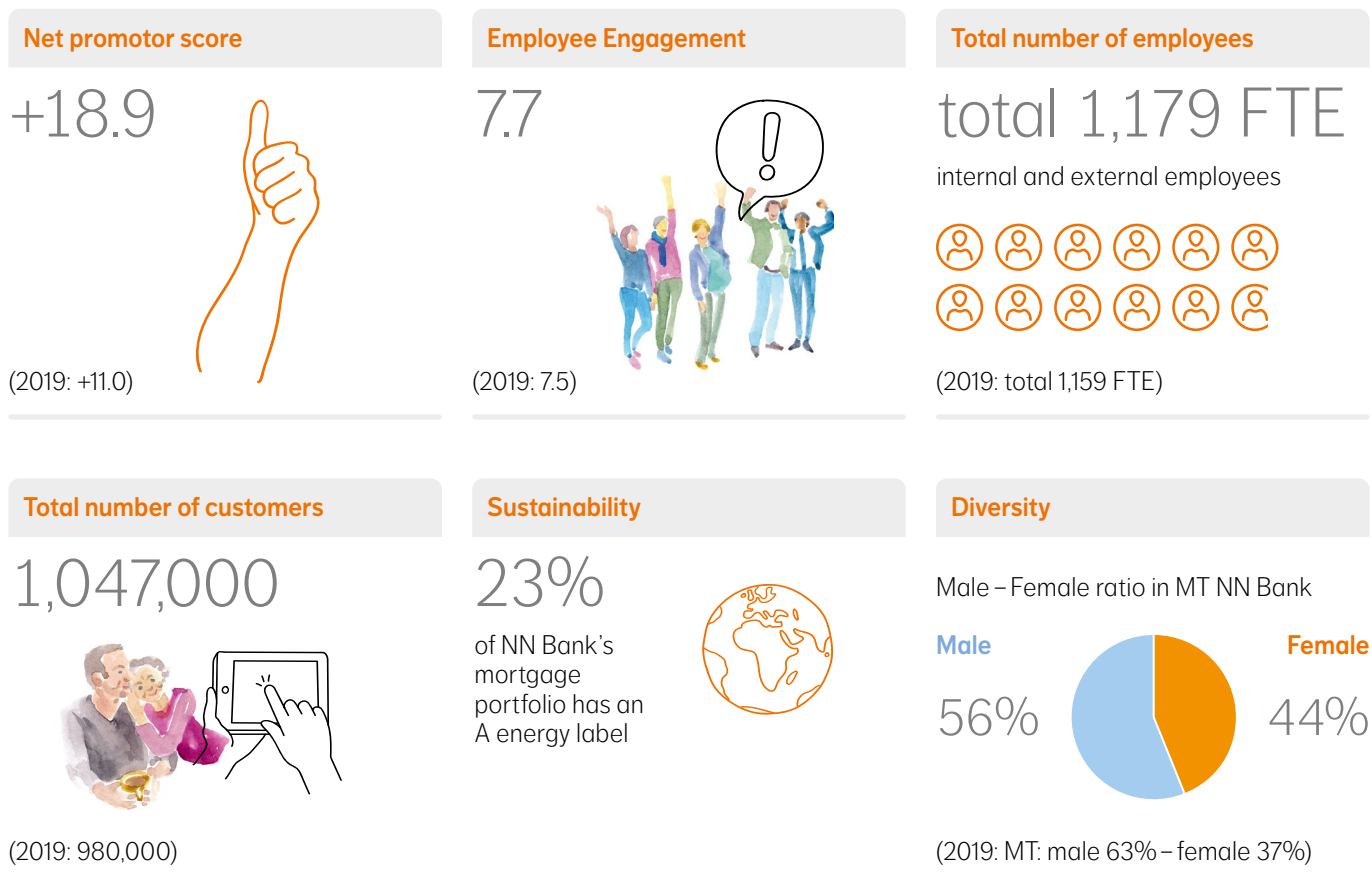 Net promotor score
+18.9
(2019: +11.0)
Employee Engagement
7.7
(2019: 7.5)
Total number of employees
total 1,179 FTE
internal and external employees
(2019: total 1,159 FTE)
Total number of customers
1,047,000
(2019: 980,000)
Sustainability
23%
of NN Bank's
mortgage
portfolio has an
A energy label
Diversity
Male – Female ratio in MT NN Bank
Male
56%
Female
44%
(2019: MT: male 63% – female 37%)